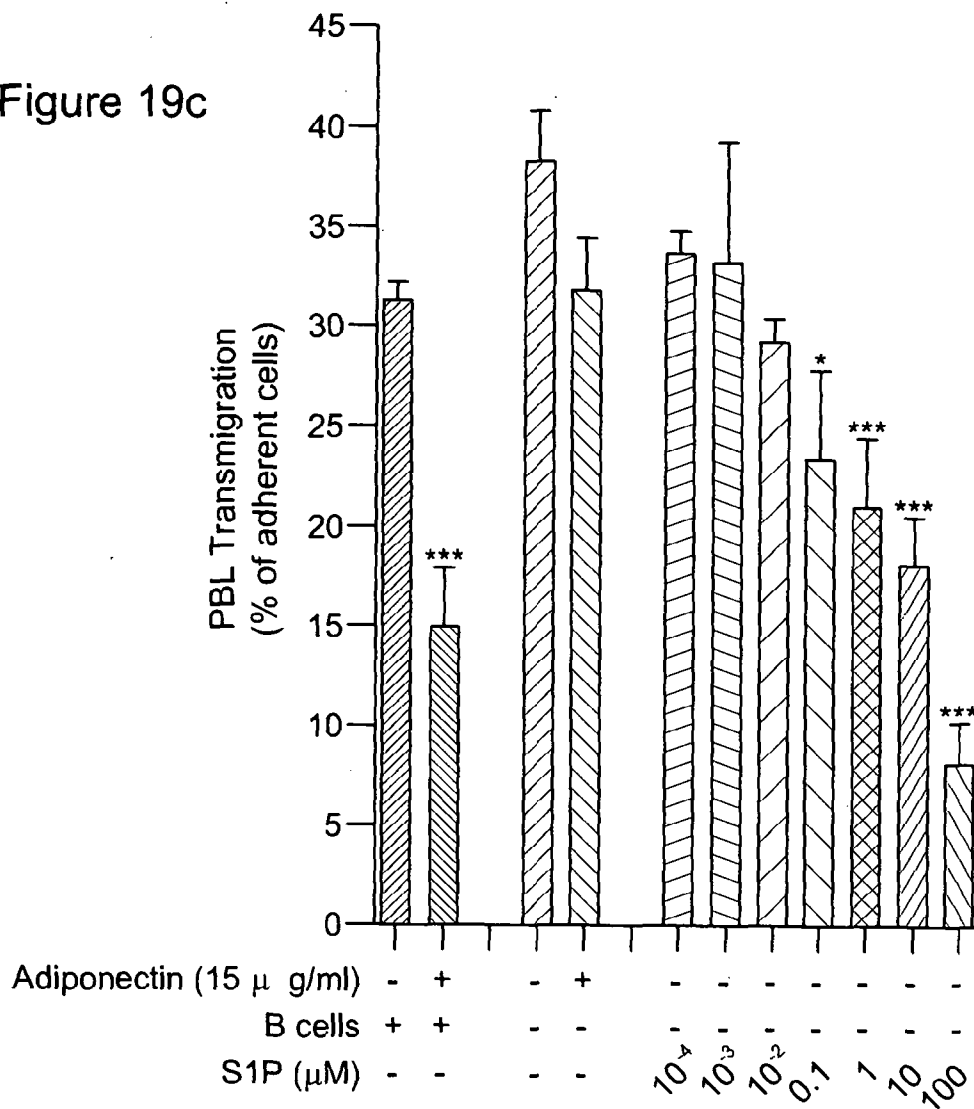 Figure 19c
PBL Transmigration
(% of adherent cells)
45
40
35
30
25
20
15
10
5
0
***
*
***
***
***
Adiponectin (15 μ g/ml) - + - + - - - - - - -
B cells + + - - - - - - - - -
S1P (μM) - - - - 10-4 10-3 10-2 0.1 1 10 100